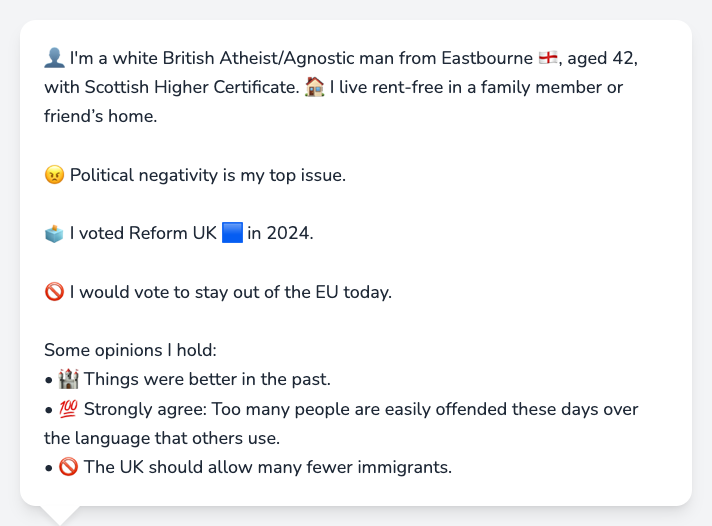 👤 I'm a white British Atheist/Agnostic man from Eastbourne 🏴󠁧󠁢󠁥󠁮󠁧󠁿, aged 42,
with Scottish Higher Certificate. 🏠 I live rent-free in a family member or
friend’s home.
😠 Political negativity is my top issue.
🗳️ I voted Reform UK 🟦 in 2024.
🚫 I would vote to stay out of the EU today.
Some opinions I hold:
• 🏰 Things were better in the past.
• 💯 Strongly agree: Too many people are easily offended these days over
the language that others use.
• 🚫 The UK should allow many fewer immigrants.